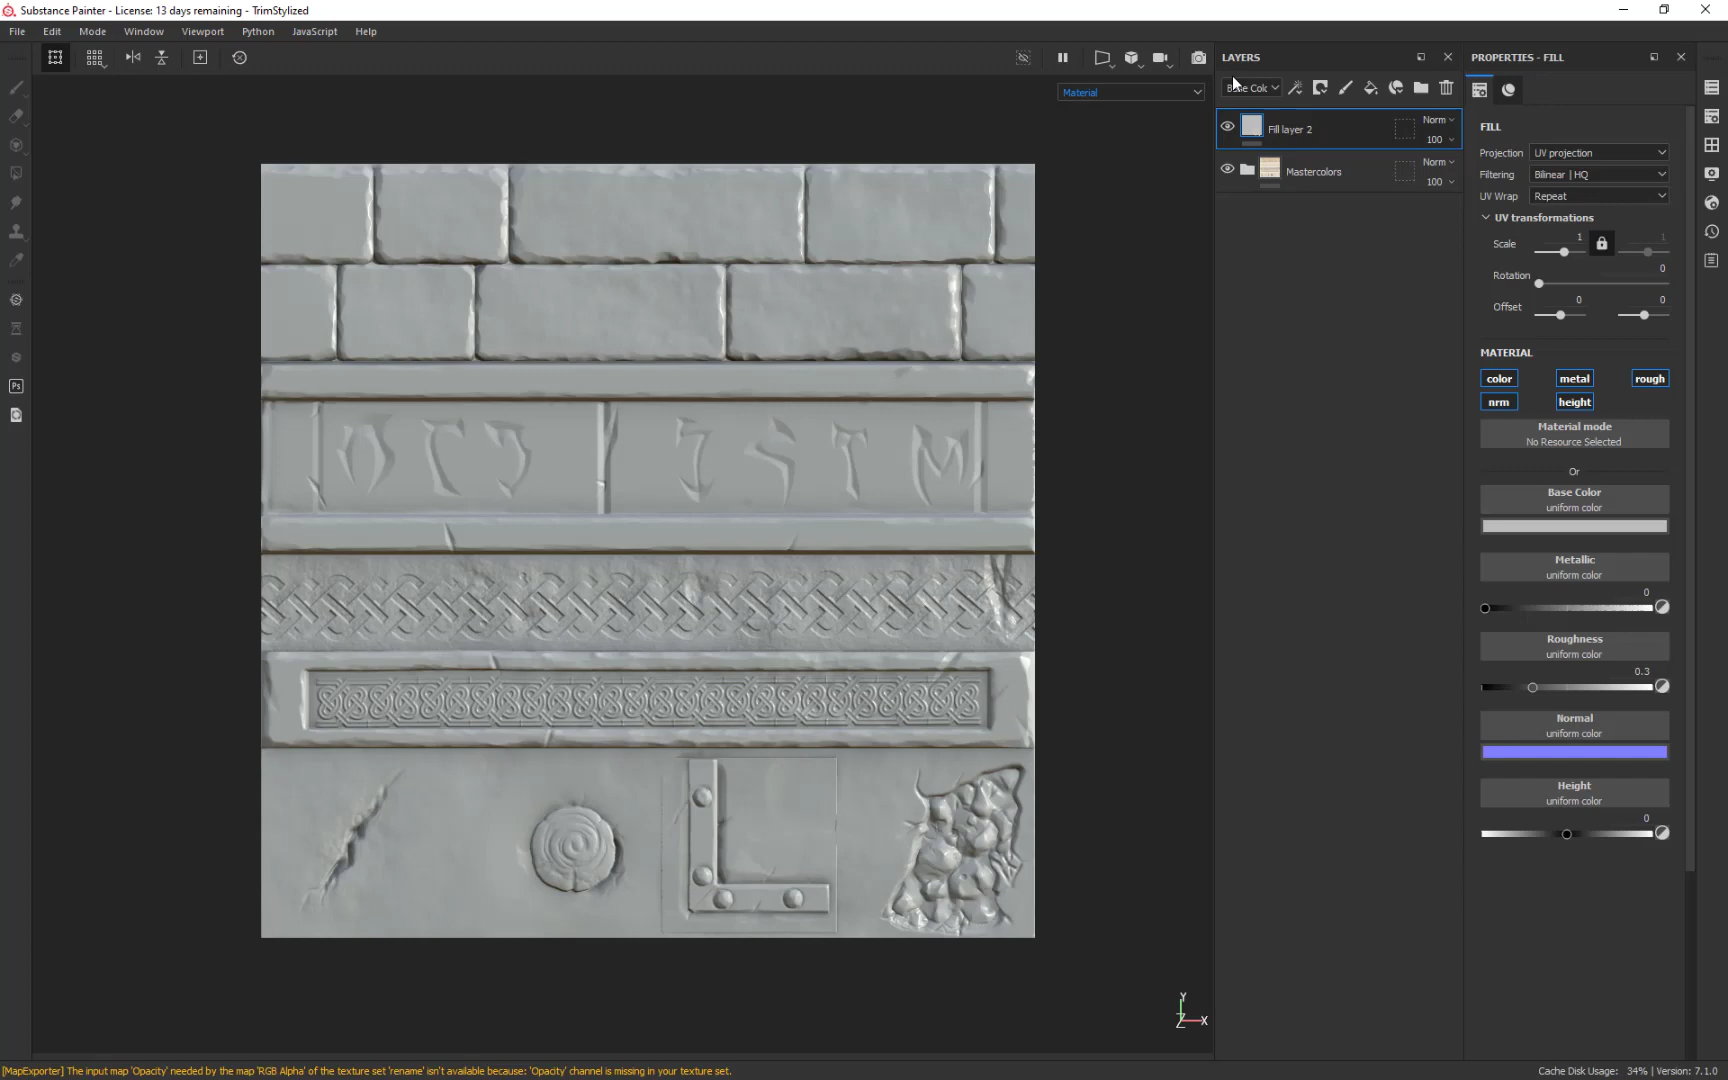 Substance Painter - License: 13 days remaining - TrimStylized
File Edit Mode Window Viewport Python JavaScript Help
Material
LAYERS
Base Col
Fill layer 2
Norm
100
Mastercolors
Norm
100
PROPERTIES - FILL
FILL
Projection UV projection
Filtering Bilinear | HQ
UV Wrap Repeat
UV transformations
Scale 1 1
Rotation 0
Offset 0 0
MATERIAL
color metal rough
nrm height
Material mode
No Resource Selected
Or
Base Color
uniform color
Metallic
uniform color
0
Roughness
uniform color
0.3
Normal
uniform color
Height
uniform color
0
Ps
Y
Z X
[MapExporter] The input map 'Opacity' needed by the map 'RGB Alpha' of the texture set 'rename' isn't available because: 'Opacity' channel is missing in your texture set.
Cache Disk Usage: 34% | Version: 7.1.0